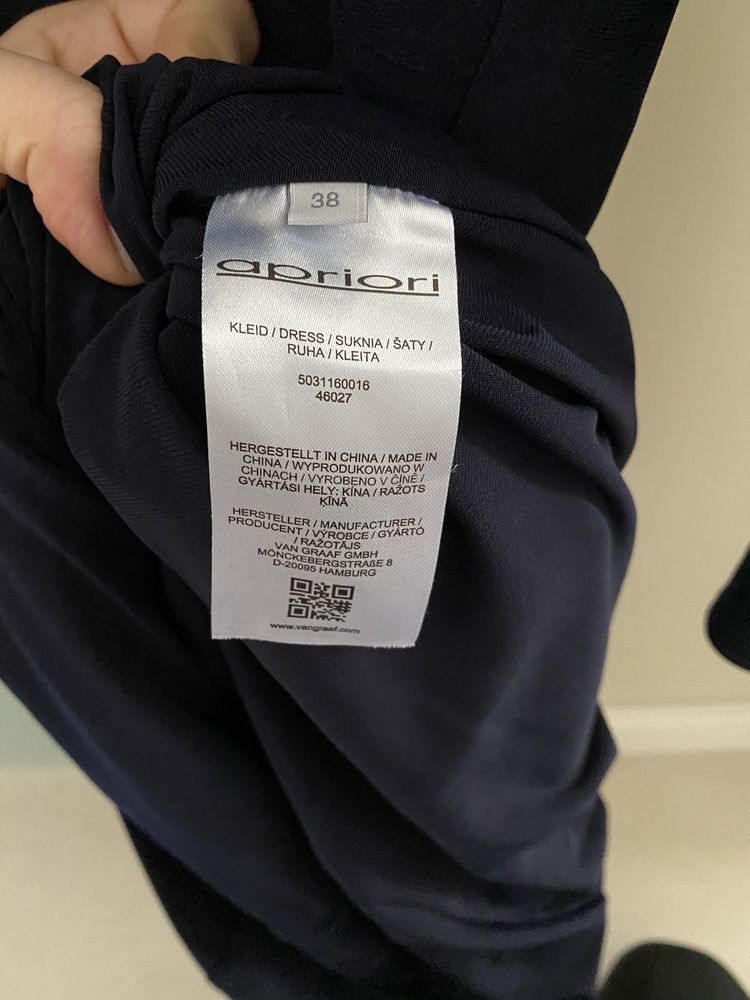 38
apriori
KLEID / DRESS / SUKNIA / ŠATY /
RUHA / KLEITA
5031160016
46027
HERGESTELLT IN CHINA / MADE IN
CHINA / WYPRODUKOWANO W
CHINACH / VYROBENO V ČÍNĚ /
GYÁRTÁSI HELY: KÍNA / RAŽOTS
ĶĪNĀ
HERSTELLER / MANUFACTURER /
PRODUCENT / VÝROBCE / GYÁRTÓ
/ RAŽOTĀJS
VAN GRAAF GMBH
MÖNCKEBERGSTRAßE 8
D-20095 HAMBURG
www.vangraaf.com